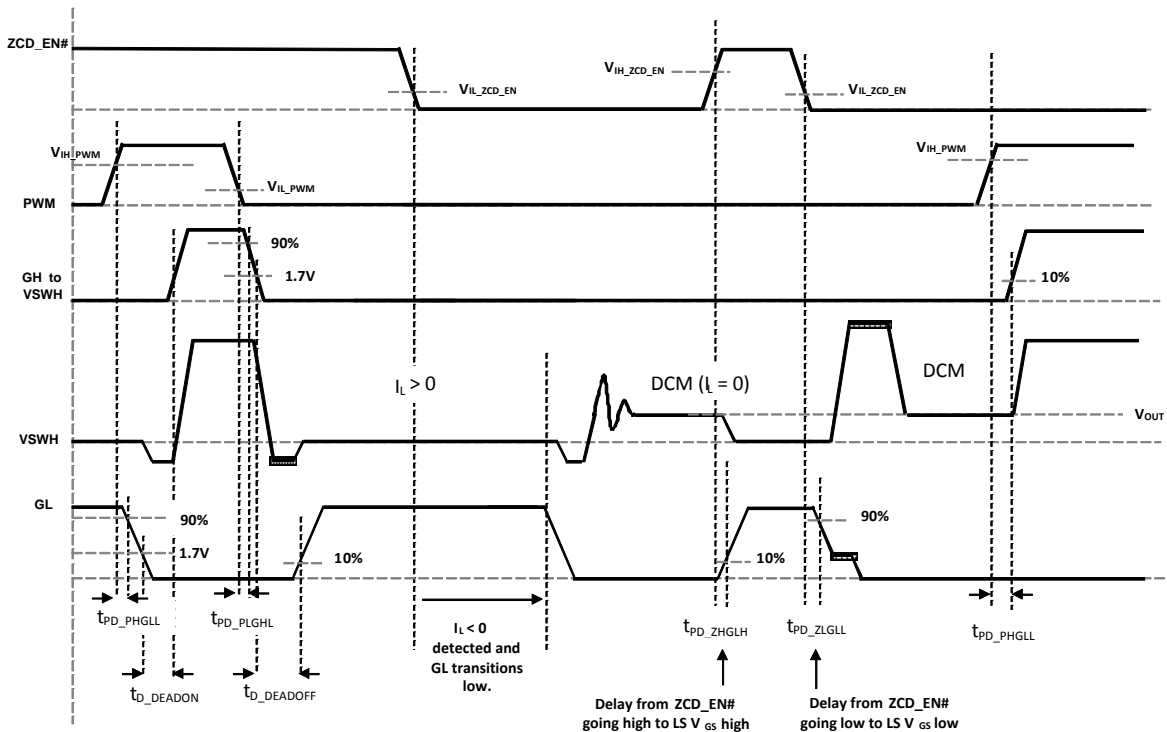 ZCD_EN#
VIL_ZCD_EN
VIH_ZCD_EN
VIL_ZCD_EN
VIH_PWM
VIL_PWM
VIH_PWM
PWM
90%
1.7V
GH to
VSWH
10%
IL > 0
DCM (IL = 0)
DCM
VOUT
VSWH
GL
90%
1.7V
10%
10%
90%
tPD_PHGLL
tPD_PLGHL
tD_DEADON
tD_DEADOFF
IL < 0
detected and
GL transitions
low.
tPD_ZHGLH
tPD_ZLGLL
tPD_PHGLL
Delay from ZCD_EN#
going high to LS VGS high
Delay from ZCD_EN#
going low to LS VGS low